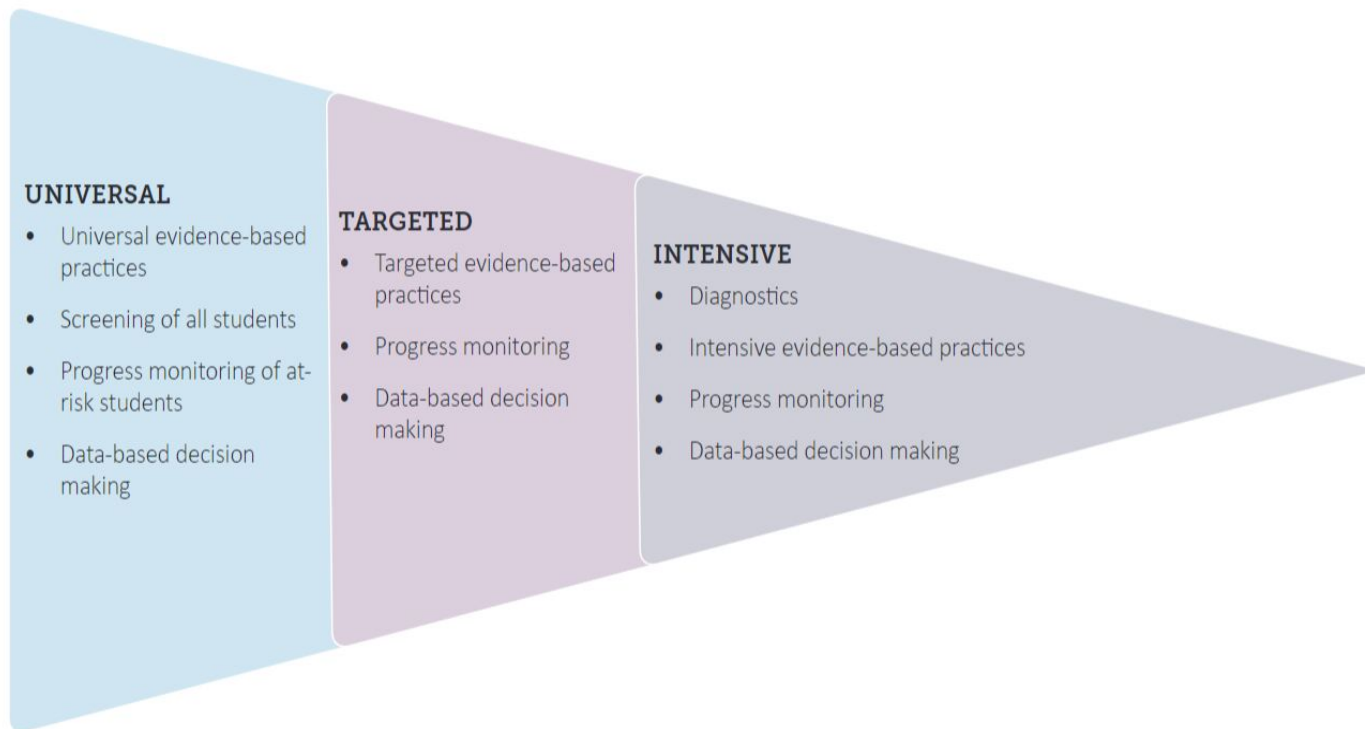 UNIVERSAL
• Universal evidence-based
practices
• Screening of all students
• Progress monitoring of at-
risk students
• Data-based decision
making
TARGETED
• Targeted evidence-based
practices
• Progress monitoring
• Data-based decision
making
INTENSIVE
• Diagnostics
• Intensive evidence-based practices
• Progress monitoring
• Data-based decision making